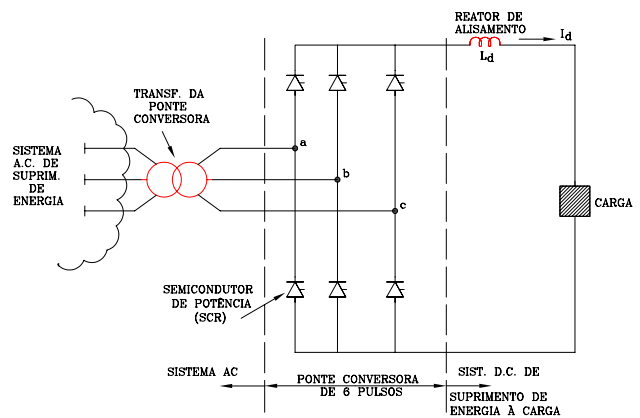 REATOR DE
ALISAMENTO
Id
Ld
TRANSF. DA
PONTE
CONVERSORA
SISTEMA
A.C. DE
SUPRIM.
DE
ENERGIA
a
b
c
CARGA
SEMICONDUTOR
DE POTÊNCIA
(SCR)
SISTEMA AC
PONTE CONVERSORA
DE 6 PULSOS
SIST. D.C. DE
SUPRIMENTO DE
ENERGIA À CARGA